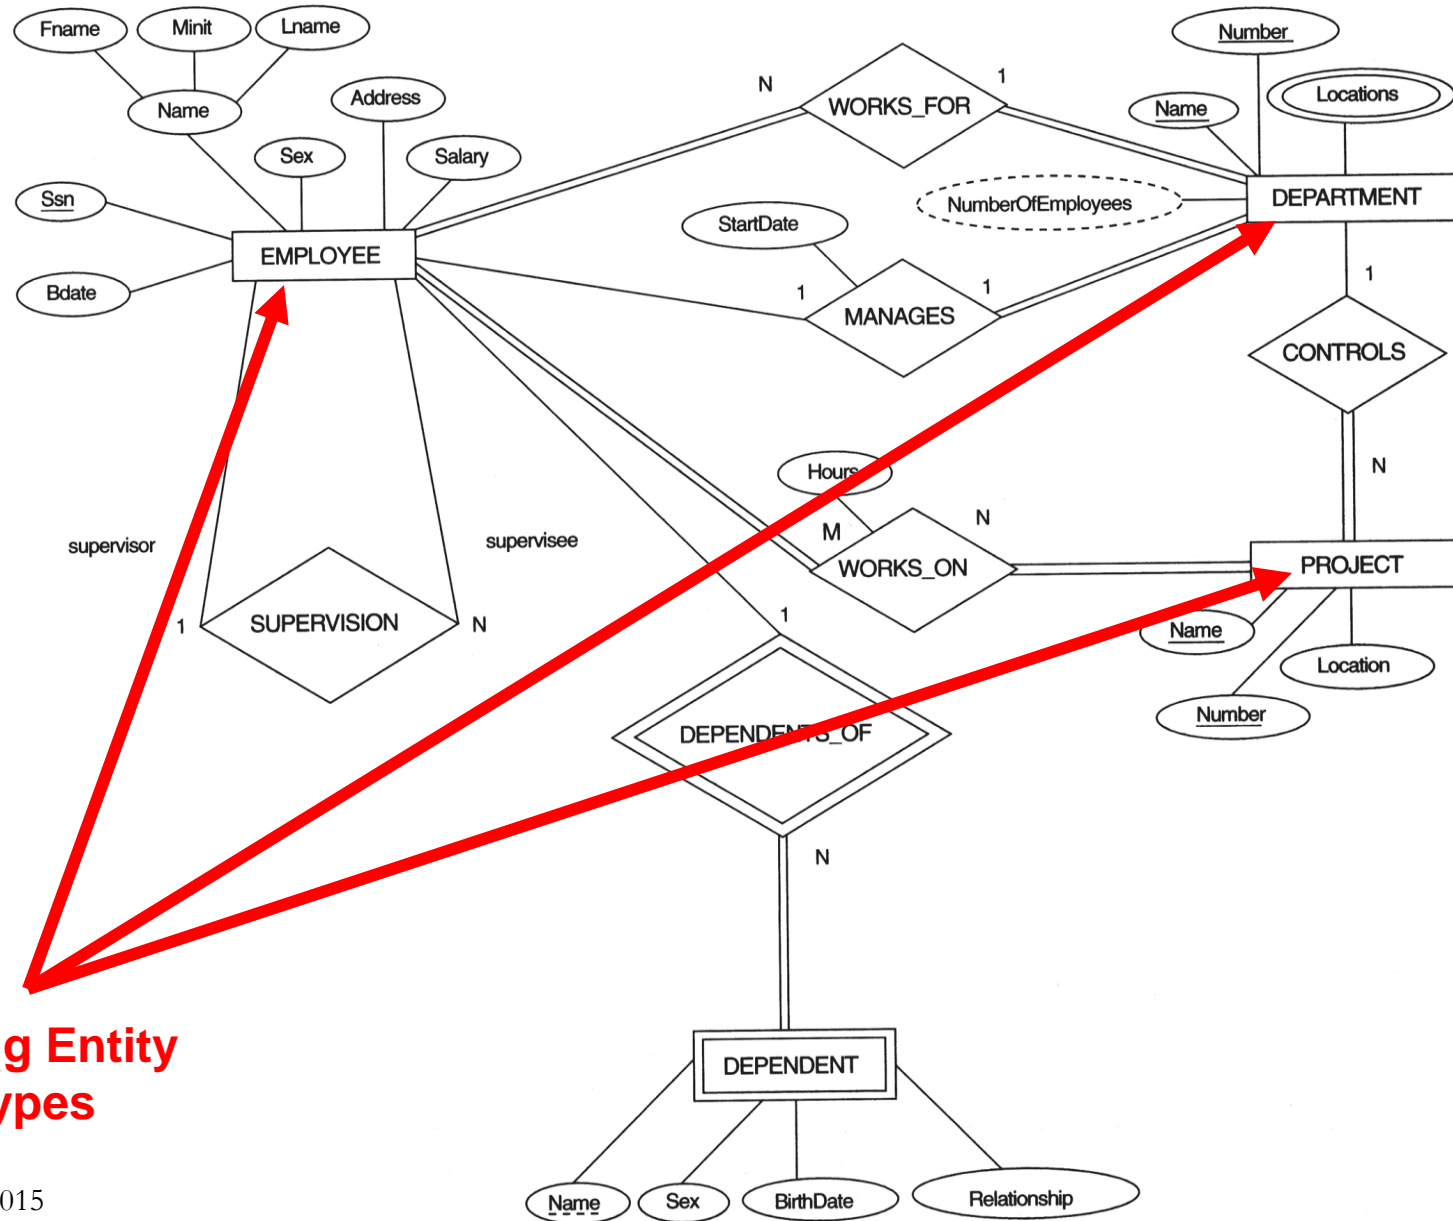 Fname
Minit
Lname
Name
Address
Sex
Salary
Ssn
Bdate
EMPLOYEE
N
WORKS_FOR
1
Number
Name
Locations
NumberOfEmployees
DEPARTMENT
StartDate
1
MANAGES
1
1
CONTROLS
N
supervisor
supervisee
1
SUPERVISION
N
Hours
M
WORKS_ON
N
PROJECT
Name
Number
Location
1
DEPENDENTS_OF
N
g Entity
ypes
DEPENDENT
Name
Sex
BirthDate
Relationship
015